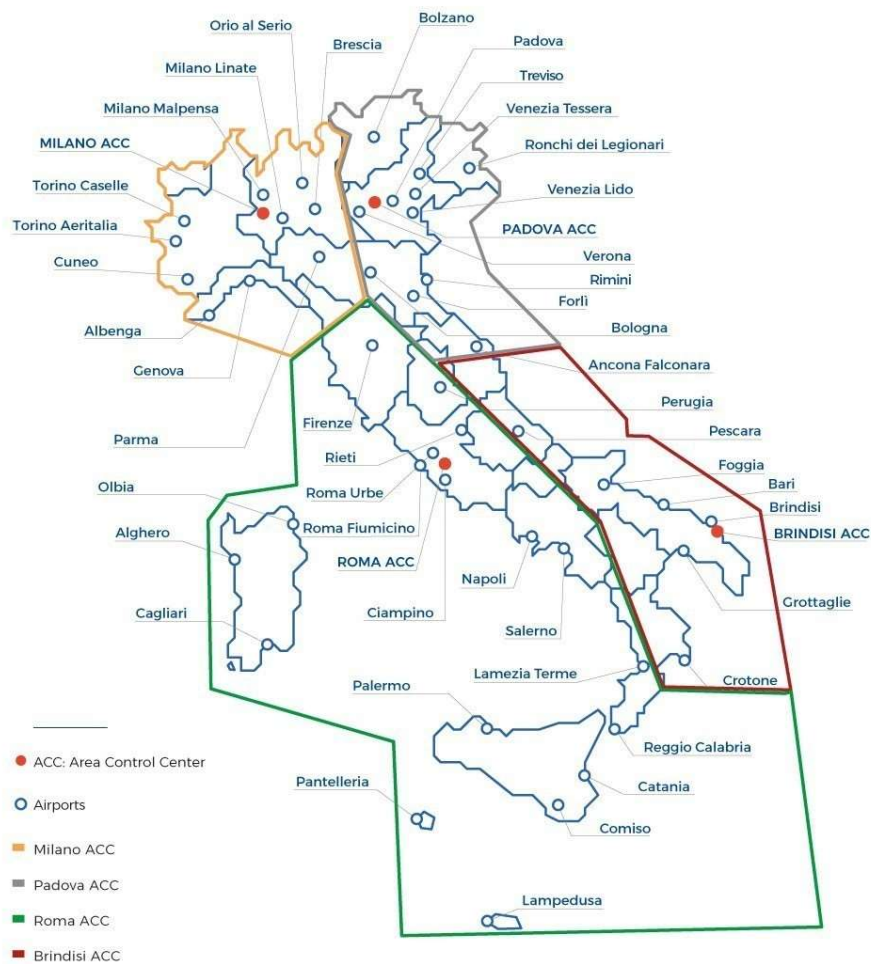 Orio al Serio
Bolzano
Brescia
Padova
Milano Linate
Treviso
Milano Malpensa
Venezia Tessera
MILANO ACC
Ronchi dei Legionari
Torino Caselle
Venezia Lido
Torino Aeritalia
PADOVA ACC
Cuneo
Verona
Rimini
Forlì
Albenga
Bologna
Genova
Ancona Falconara
Perugia
Parma
Firenze
Pescara
Rieti
Foggia
Olbia
Roma Urbe
Bari
Alghero
Roma Fiumicino
Brindisi
ROMA ACC
BRINDISI ACC
Napoli
Cagliari
Ciampino
Grottaglie
Salerno
Lamezia Terme
Crotone
Palermo
Reggio Calabria
ACC: Area Control Center
Pantelleria
Catania
Airports
Comiso
Milano ACC
Padova ACC
Lampedusa
Roma ACC
Brindisi ACC